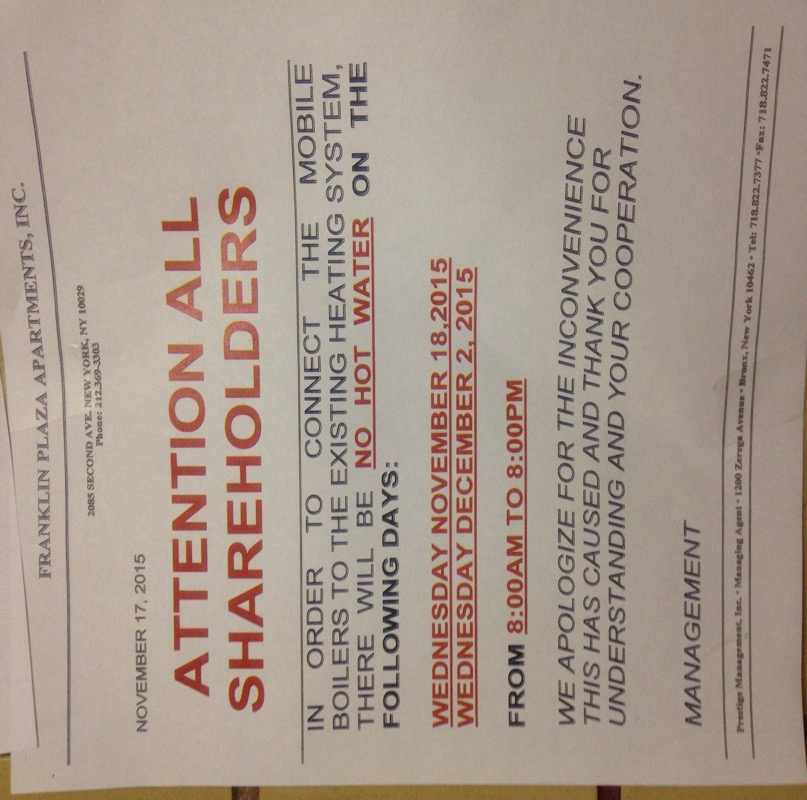 FRANKLIN PLAZA APARTMENTS, INC.
2085 SECOND AVE. NEW YORK, NY 10029
Phone: 212.369-3303
NOVEMBER 17, 2015
ATTENTION ALL
SHAREHOLDERS
IN ORDER TO CONNECT THE MOBILE
BOILERS TO THE EXISTING HEATING SYSTEM,
THERE WILL BE NO HOT WATER ON THE
FOLLOWING DAYS:
WEDNESDAY NOVEMBER 18,2015
WEDNESDAY DECEMBER 2, 2015
FROM 8:00AM TO 8:00PM
WE APOLOGIZE FOR THE INCONVENIENCE
THIS HAS CAUSED AND THANK YOU FOR
UNDERSTANDING AND YOUR COOPERATION.
MANAGEMENT
Prestige Management, Inc. • Managing Agent • 1200 Zerega Avenue • Bronx, New York 10462 • Tel: 718.822.7377 •Fax: 718.822.7471